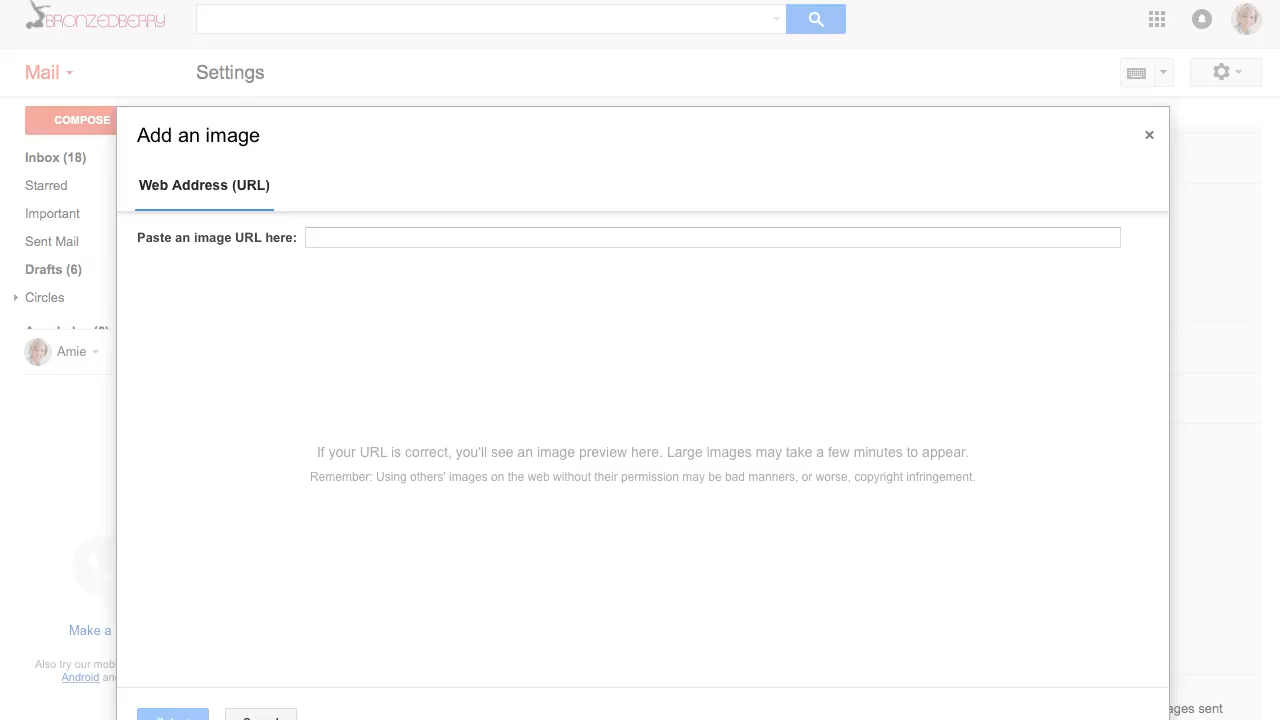 BRONZEDBERRY
Mail
Settings
COMPOSE
Add an image
×
Inbox (18)
Web Address (URL)
Starred
Important
Paste an image URL here:
Sent Mail
Drafts (6)
Circles
Amie
If your URL is correct, you'll see an image preview here. Large images may take a few minutes to appear.
Remember: Using others' images on the web without their permission may be bad manners, or worse, copyright infringement.
Make a
Also try our mob
Android
ages sent